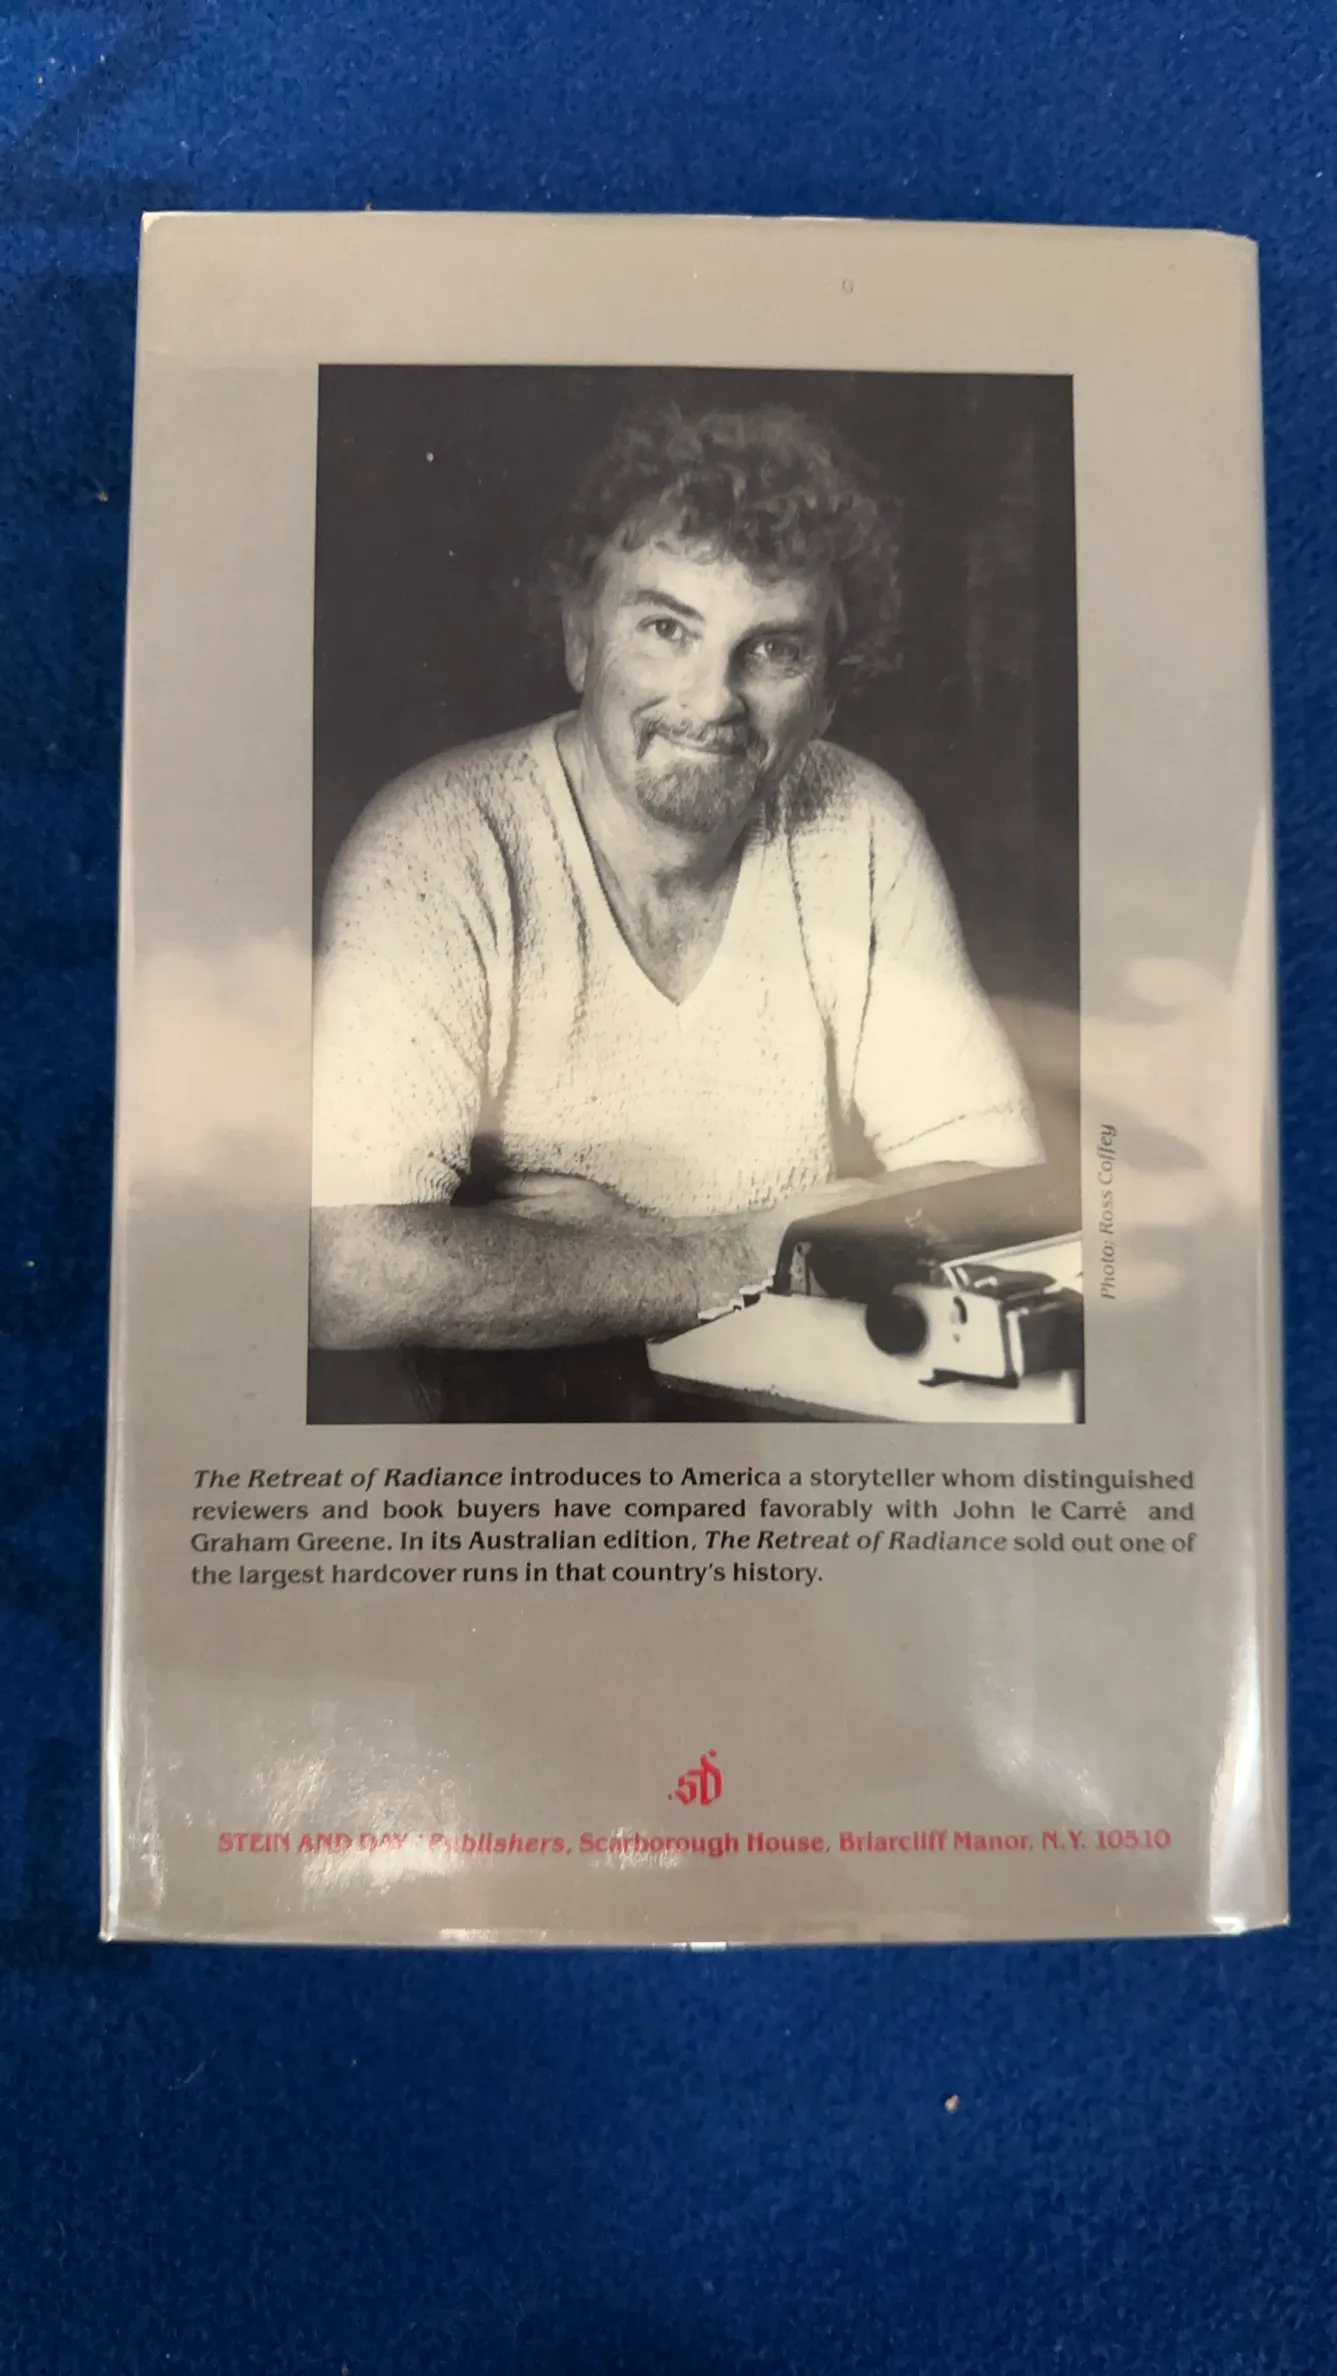 Photo: Ross Coffey
The Retreat of Radiance introduces to America a storyteller whom distinguished
reviewers and book buyers have compared favorably with John le Carré and
Graham Greene. In its Australian edition, The Retreat of Radiance sold out one of
the largest hardcover runs in that country's history.
sd
STEIN AND DAY / Publishers, Scarborough House, Briarcliff Manor, N.Y. 10510